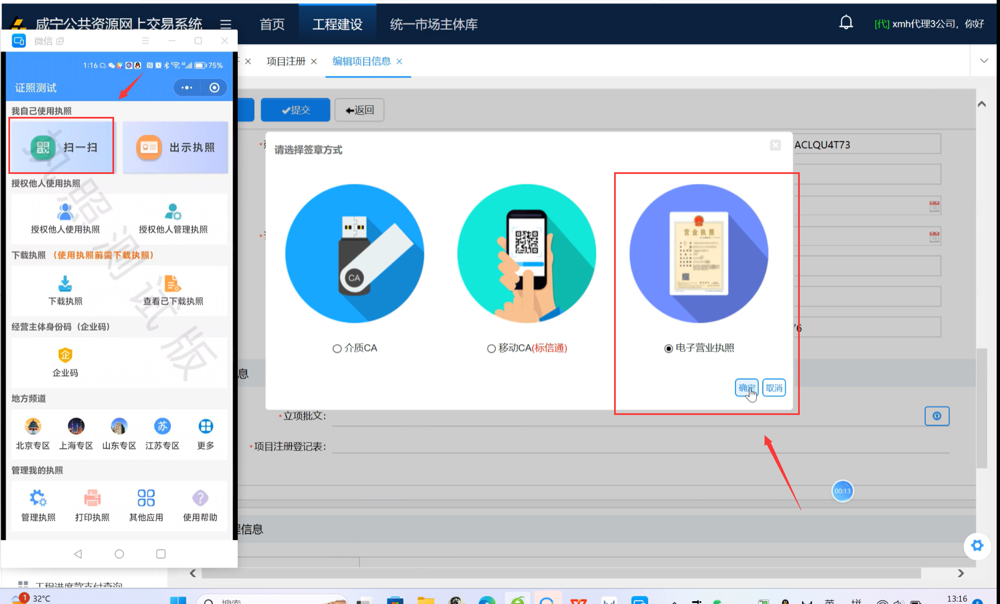 咸宁公共资源网上交易系统
首页
工程建设
统一市场主体库
[代] xmh代理3公司，你好
微信
1:16
75%
项目注册
编辑项目信息
证照测试
我自己使用执照
扫一扫
出示执照
授权他人使用执照
授权他人使用执照
授权他人管理执照
下载执照 （使用执照前需下载执照）
下载执照
查看已下载执照
经营主体身份码（企业码）
企
企业码
地方频道
苏
北京专区
上海专区
山东专区
江苏专区
更多
管理我的执照
管理执照
打印执照
其他应用
使用帮助
执照测试版
提交
返回
请选择签章方式
ACLQU4T73
CA
营业执照
介质CA
移动CA(标信通)
电子营业执照
确定
取消
息
*立项批文：
*项目注册登记表：
00:13
信息
工程进度款支付查询
1
32°C
搜索
英
拼
13:16